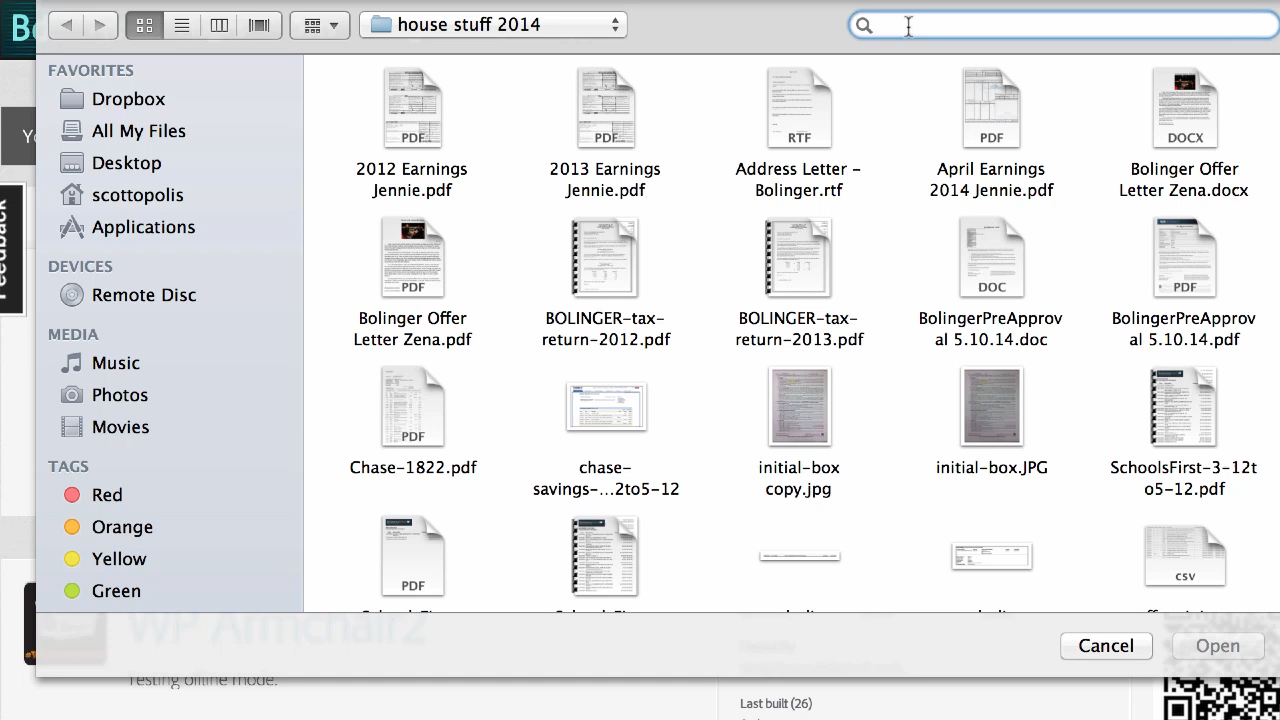 Bo
house stuff 2014
FAVORITES
Dropbox
All My Files
Desktop
scottopolis
Applications
DEVICES
Remote Disc
MEDIA
Music
Photos
Movies
TAGS
Red
Orange
Yellow
Green
PDF
2012 Earnings
Jennie.pdf
PDF
2013 Earnings
Jennie.pdf
RTF
Address Letter –
Bolinger.rtf
PDF
April Earnings
2014 Jennie.pdf
DOCX
Bolinger Offer
Letter Zena.docx
PDF
Bolinger Offer
Letter Zena.pdf
BOLINGER-tax-
return-2012.pdf
BOLINGER-tax-
return-2013.pdf
DOC
BolingerPreApprov
al 5.10.14.doc
PDF
BolingerPreApprov
al 5.10.14.pdf
PDF
Chase-1822.pdf
chase-
savings-...2to5-12
initial-box
copy.jpg
initial-box.JPG
SchoolsFirst-3-12t
o5-12.pdf
PDF
CSV
Cancel
Open
Feedback
Testing offline mode.
Last built (26)